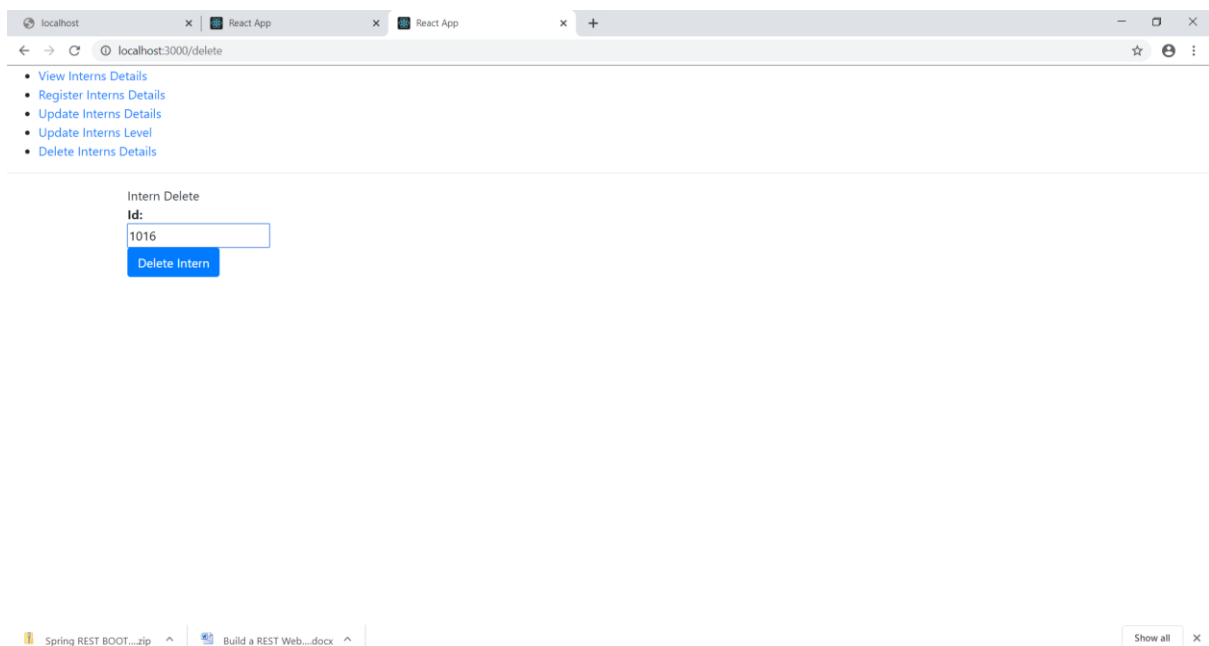 localhost
React App
React App
localhost:3000/delete
View Interns Details
Register Interns Details
Update Interns Details
Update Interns Level
Delete Interns Details
Intern Delete
Id:
1016
Delete Intern
Spring REST BOOT....zip
Build a REST Web....docx
Show all